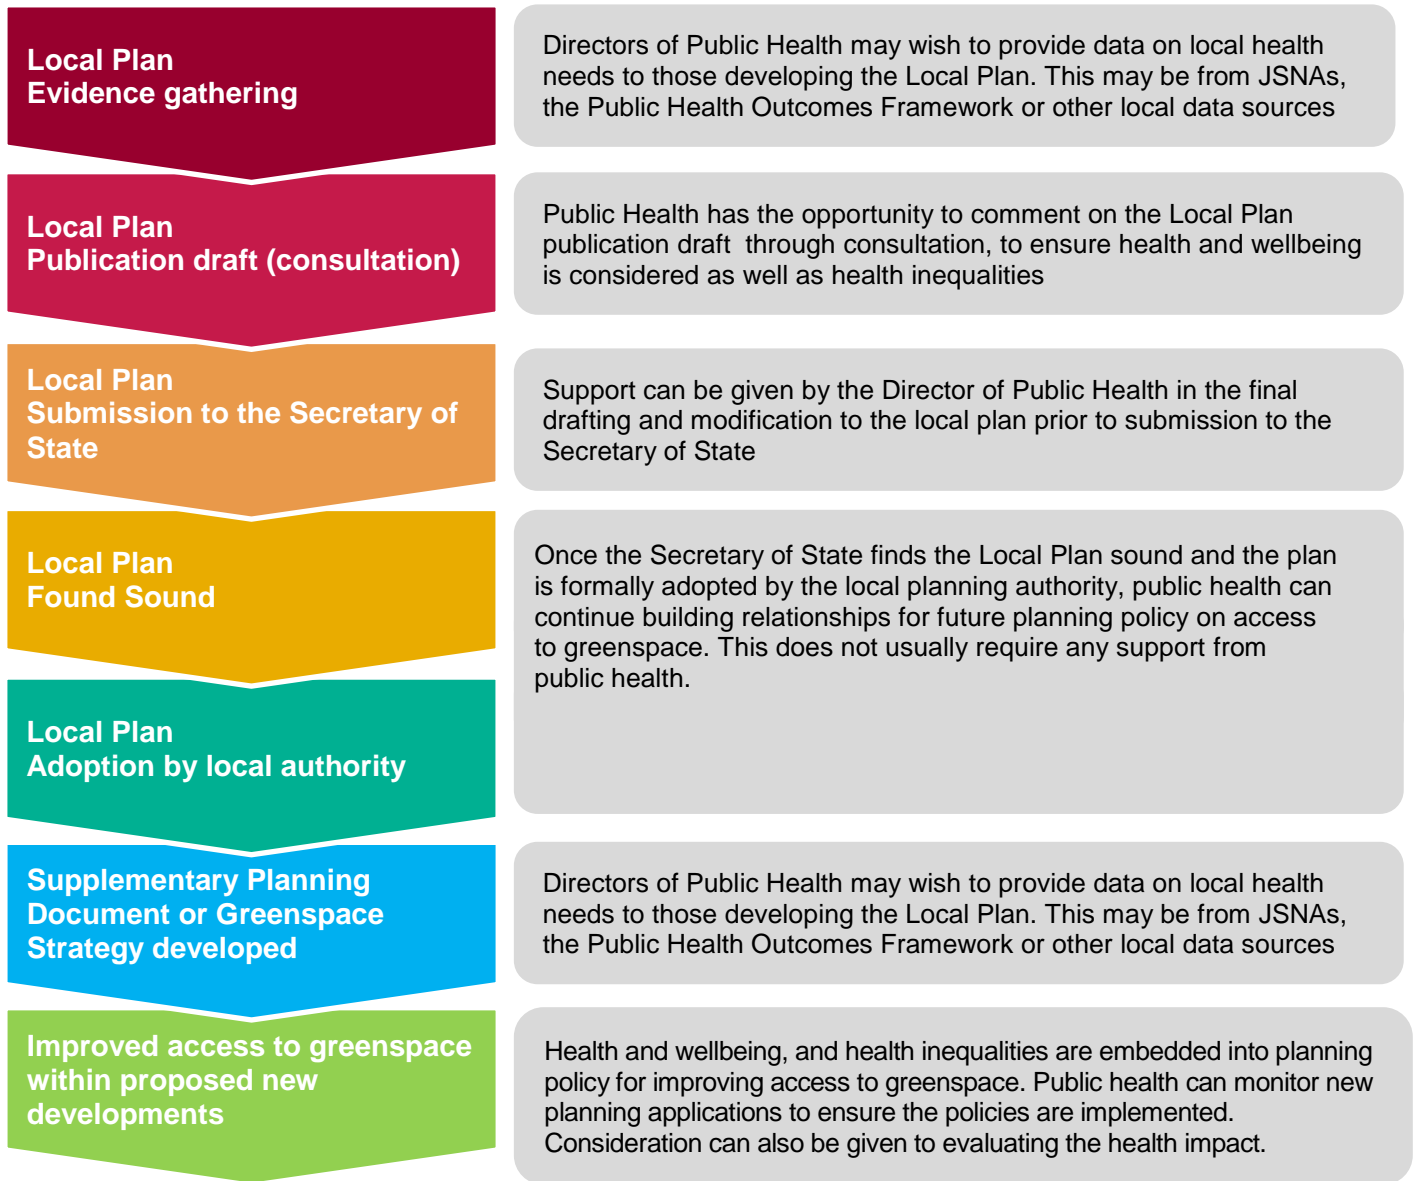 Local Plan
Evidence gathering
Directors of Public Health may wish to provide data on local health
needs to those developing the Local Plan. This may be from JSNAs,
the Public Health Outcomes Framework or other local data sources
Local Plan
Publication draft (consultation)
Public Health has the opportunity to comment on the Local Plan
publication draft  through consultation, to ensure health and wellbeing
is considered as well as health inequalities
Local Plan
Submission to the Secretary of
State
Support can be given by the Director of Public Health in the final
drafting and modification to the local plan prior to submission to the
Secretary of State
Local Plan
Found Sound
Once the Secretary of State finds the Local Plan sound and the plan
is formally adopted by the local planning authority, public health can
continue building relationships for future planning policy on access
to greenspace. This does not usually require any support from
public health.
Local Plan
Adoption by local authority
Supplementary Planning
Document or Greenspace
Strategy developed
Directors of Public Health may wish to provide data on local health
needs to those developing the Local Plan. This may be from JSNAs,
the Public Health Outcomes Framework or other local data sources
Improved access to greenspace
within proposed new
developments
Health and wellbeing, and health inequalities are embedded into planning
policy for improving access to greenspace. Public health can monitor new
planning applications to ensure the policies are implemented.
Consideration can also be given to evaluating the health impact.